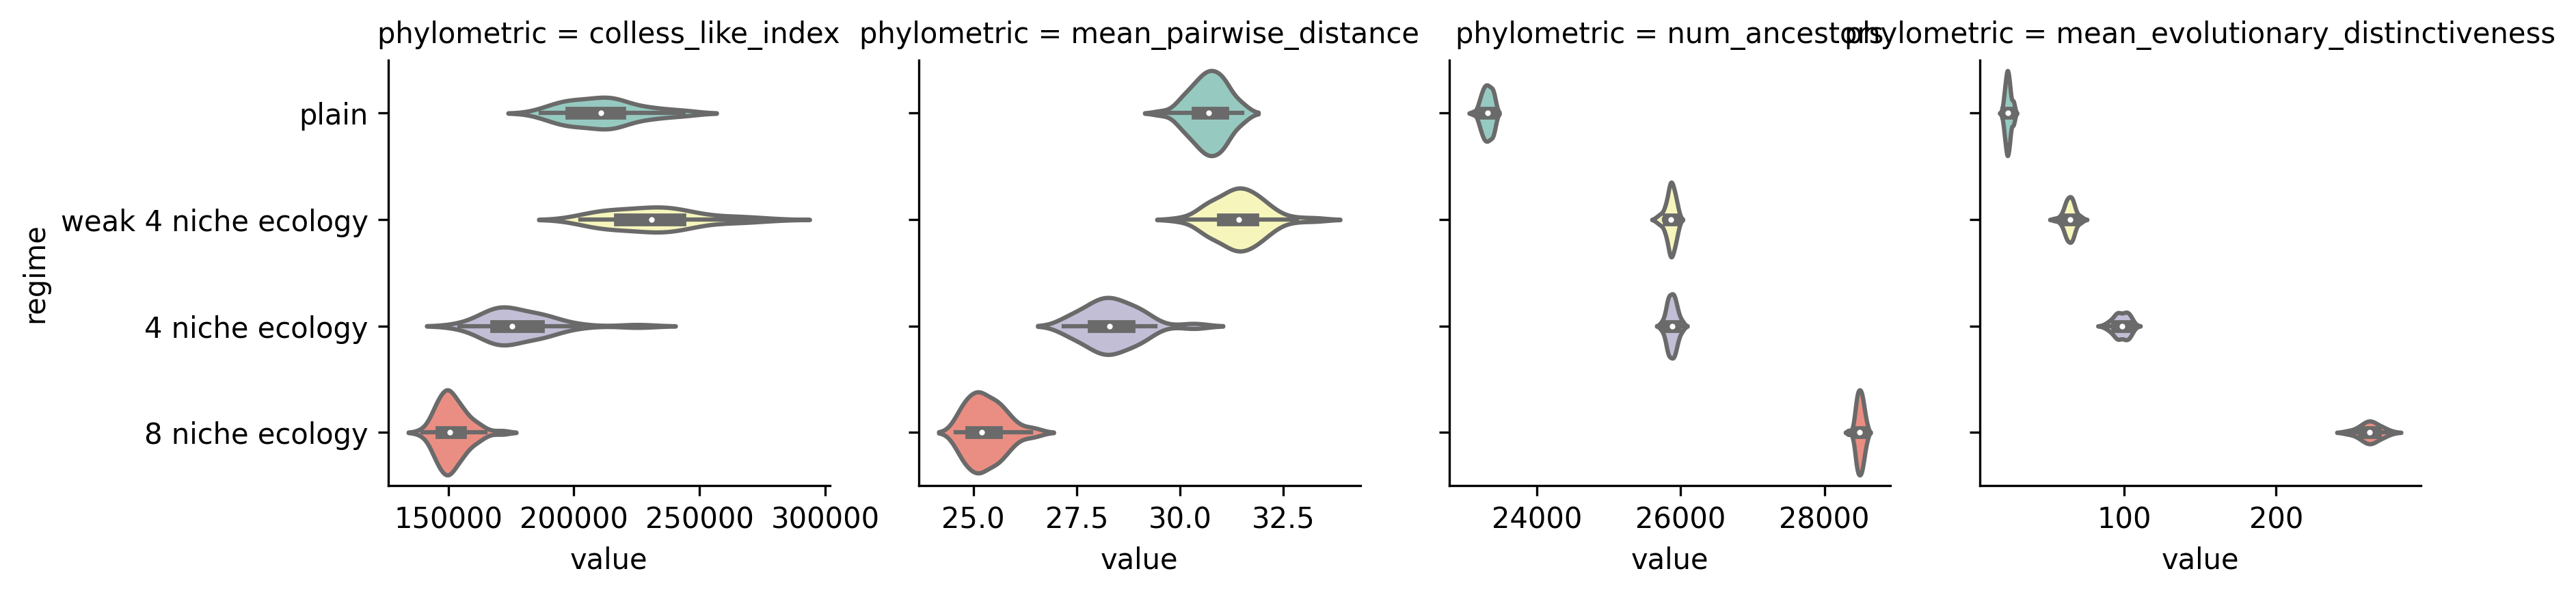 phylometric = colless_like_index
phylometric = mean_pairwise_distance
phylometric = num_ancestors
phylometric = mean_evolutionary_distinctiveness
regime
plain
weak 4 niche ecology
4 niche ecology
8 niche ecology
150000 200000 250000 300000
25.0 27.5 30.0 32.5
24000 26000 28000
100 200
value
value
value
value